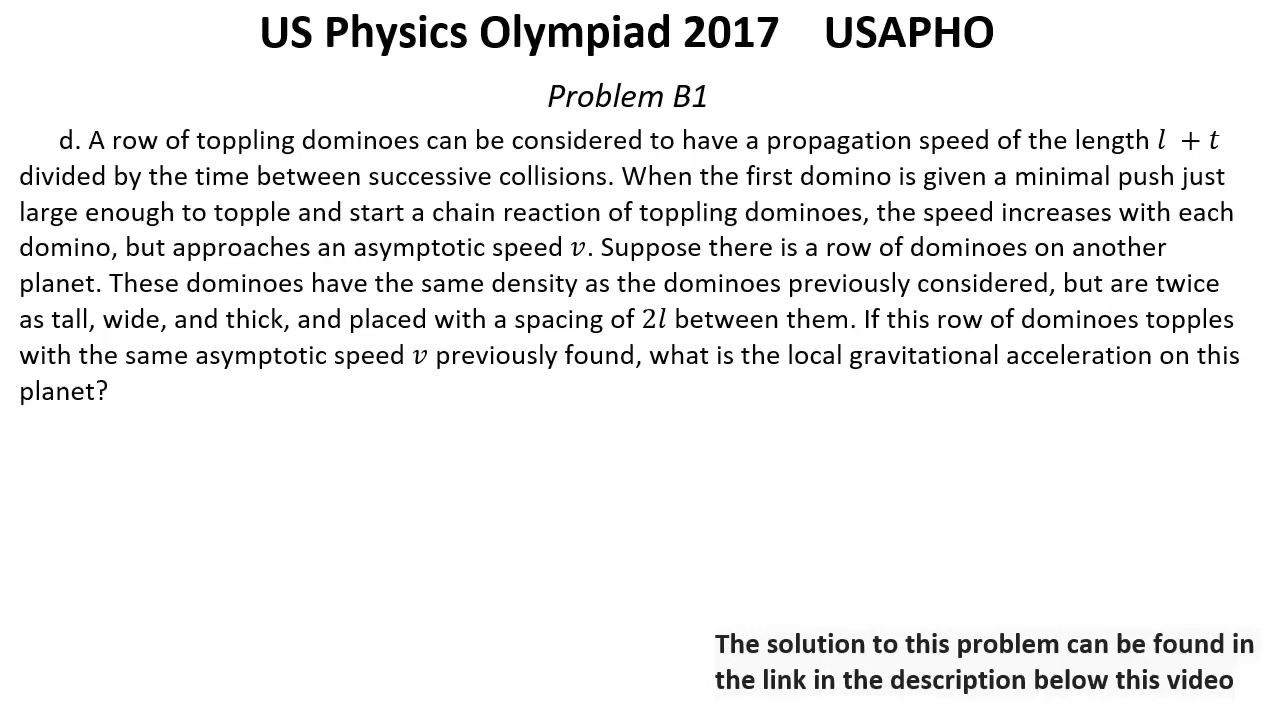 US Physics Olympiad 2017 USAPHO
Problem B1
d. A row of toppling dominoes can be considered to have a propagation speed of the length l + t
divided by the time between successive collisions. When the first domino is given a minimal push just
large enough to topple and start a chain reaction of toppling dominoes, the speed increases with each
domino, but approaches an asymptotic speed v. Suppose there is a row of dominoes on another
planet. These dominoes have the same density as the dominoes previously considered, but are twice
as tall, wide, and thick, and placed with a spacing of 2l between them. If this row of dominoes topples
with the same asymptotic speed v previously found, what is the local gravitational acceleration on this
planet?
The solution to this problem can be found in
the link in the description below this video